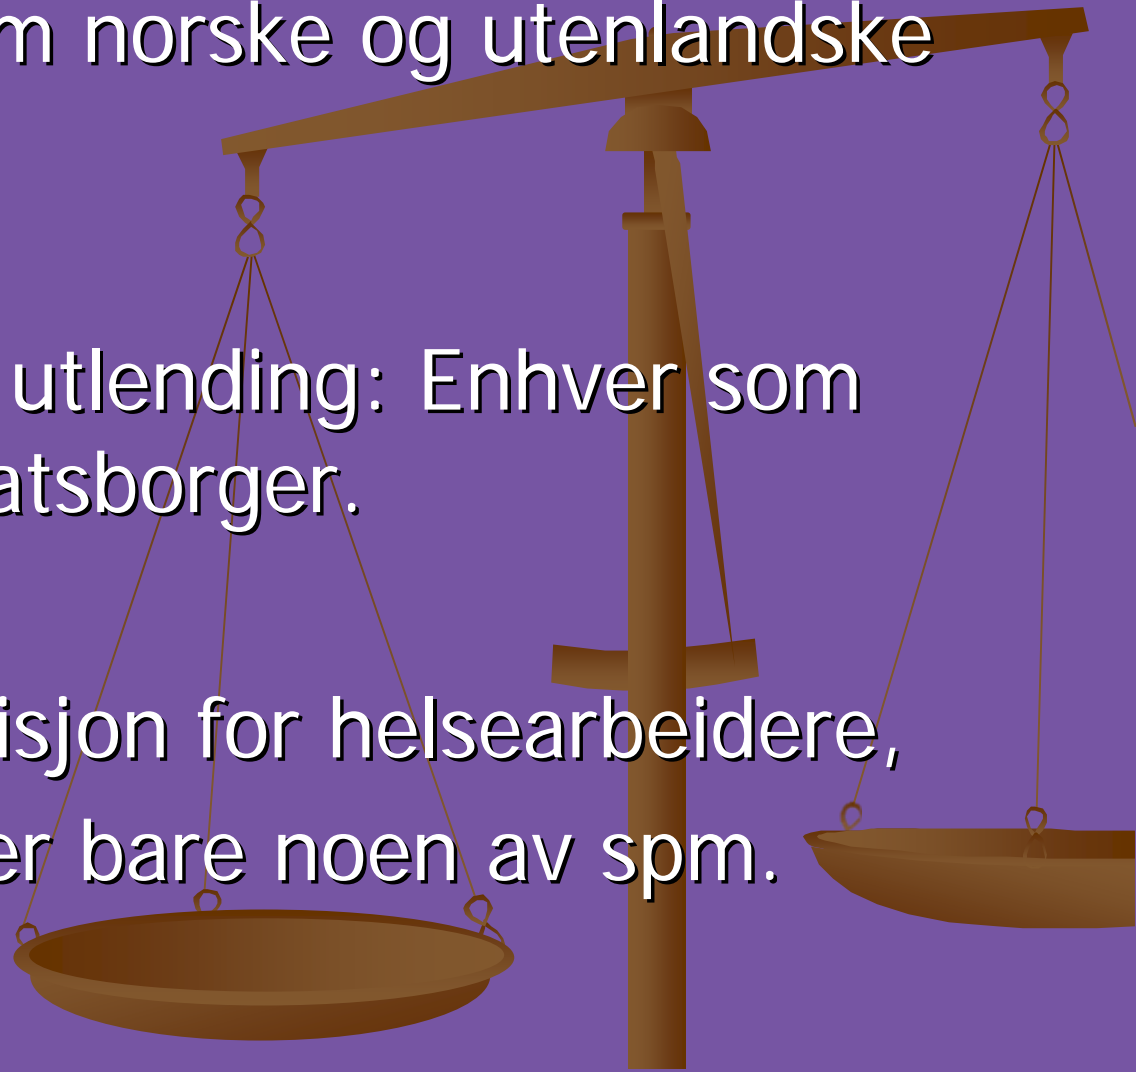 m norske og utenlandske
utlending: Enhver som
atsborger.
isjon for helsearbeidere,
er bare noen av spm.